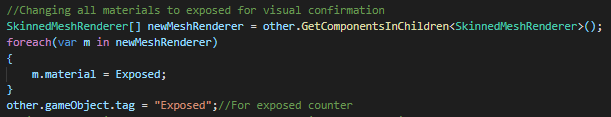 //Changing all materials to exposed for visual confirmation
SkinnedMeshRenderer[] newMeshRenderer = other.GetComponentsInChildren<SkinnedMeshRenderer>();
foreach(var m in newMeshRenderer)
{
    m.material = Exposed;
}
other.gameObject.tag = "Exposed";//For exposed counter